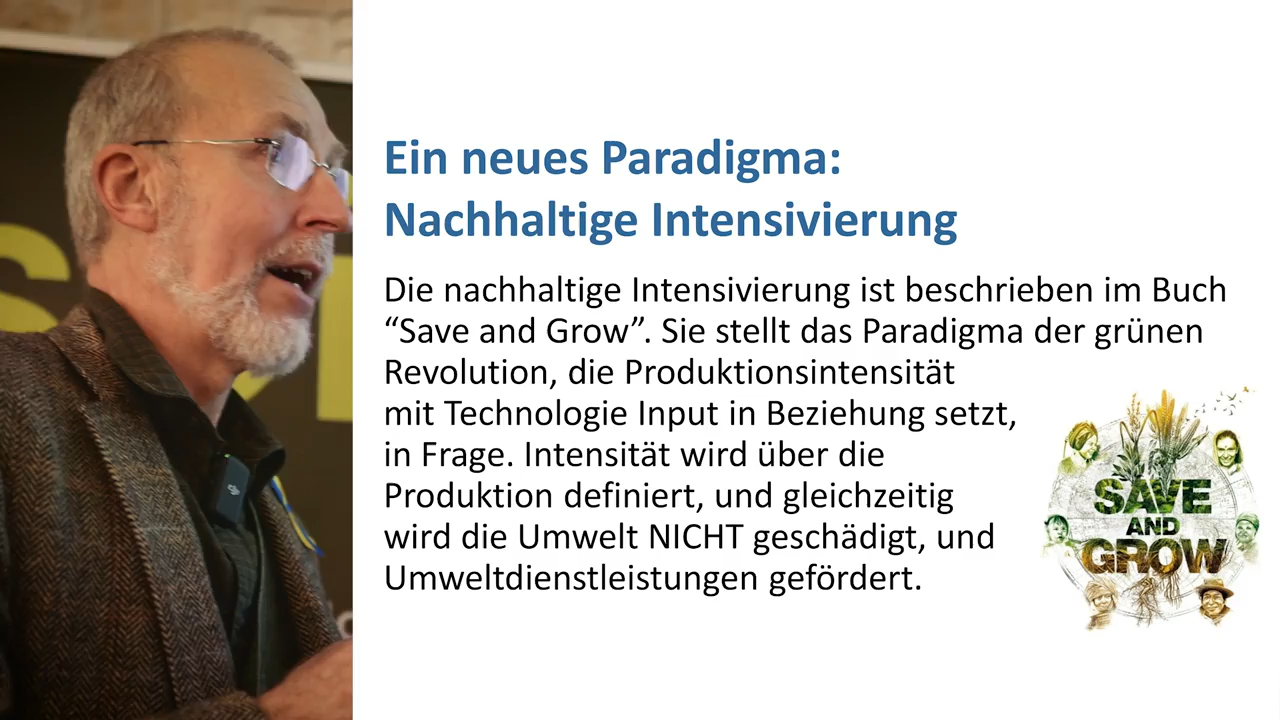 Ein neues Paradigma:
Nachhaltige Intensivierung
Die nachhaltige Intensivierung ist beschrieben im Buch
“Save and Grow”. Sie stellt das Paradigma der grünen
Revolution, die Produktionsintensität
mit Technologie Input in Beziehung setzt,
in Frage. Intensität wird über die
Produktion definiert, und gleichzeitig
wird die Umwelt NICHT geschädigt, und
Umweltdienstleistungen gefördert.
SAVE
AND
GROW